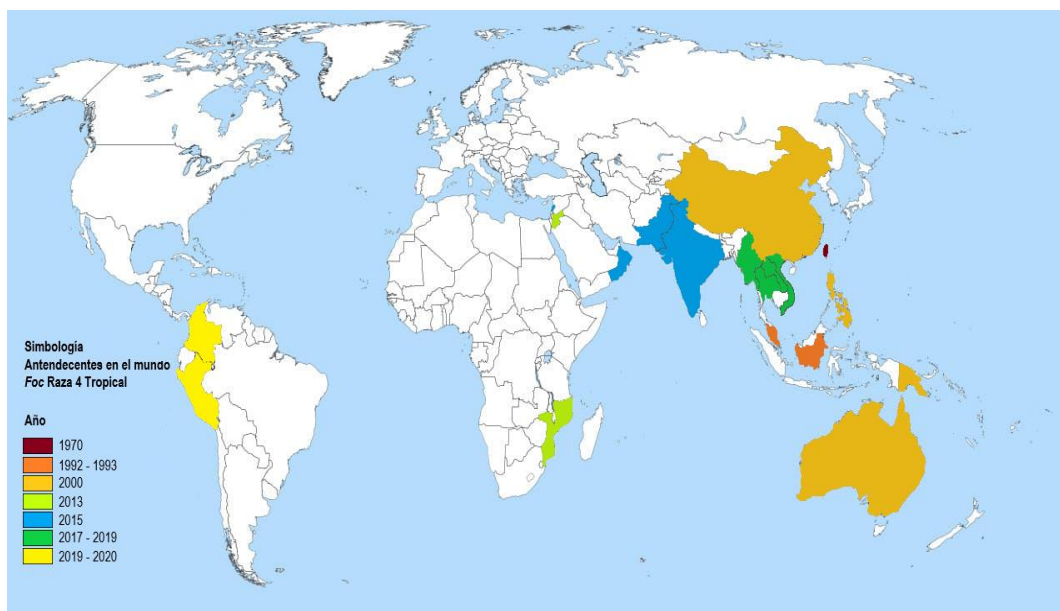 Simbología
Antendecentes en el mundo
Foc Raza 4 Tropical
Año
1970
1992 - 1993
2000
2013
2015
2017 - 2019
2019 - 2020